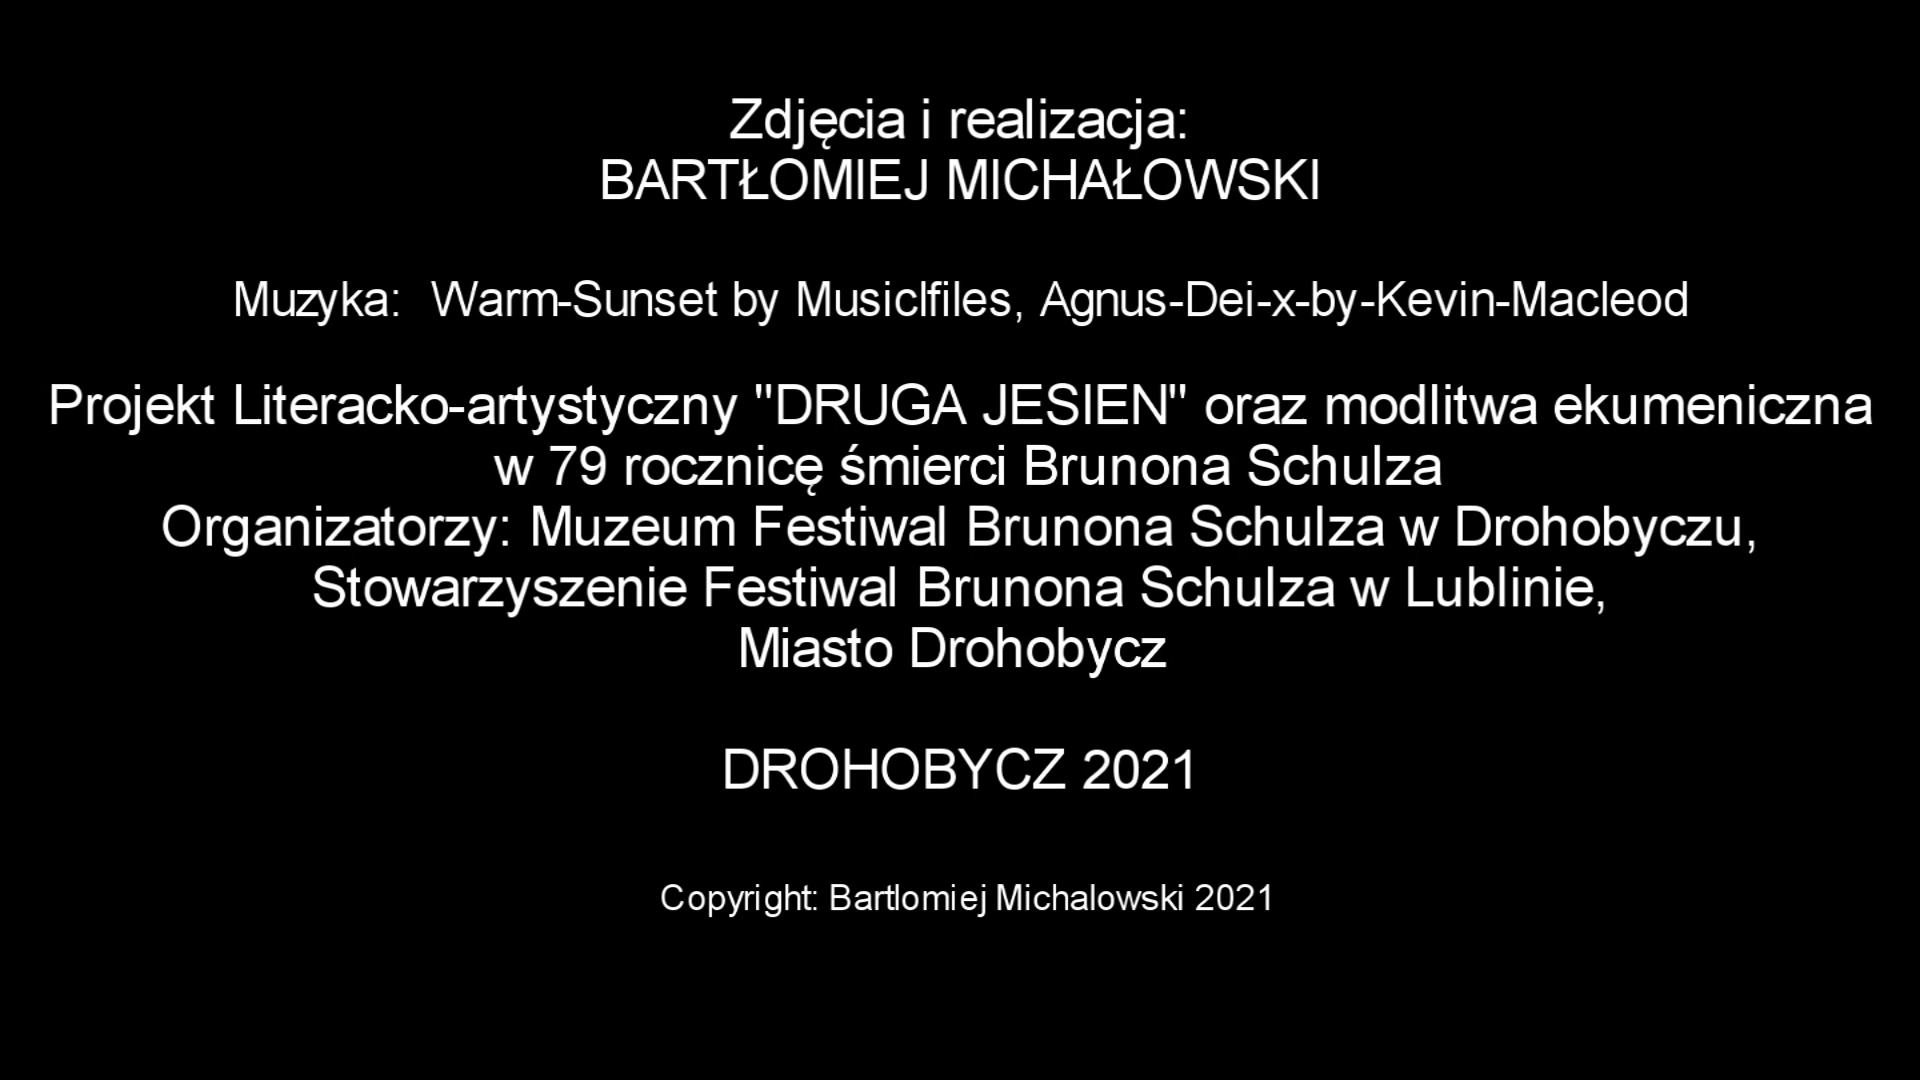 Zdjęcia i realizacja:
BARTŁOMIEJ MICHAŁOWSKI
Muzyka: Warm-Sunset by Musiclfiles, Agnus-Dei-x-by-Kevin-Macleod
Projekt Literacko-artystyczny "DRUGA JESIEN" oraz modlitwa ekumeniczna
w 79 rocznicę śmierci Brunona Schulza
Organizatorzy: Muzeum Festiwal Brunona Schulza w Drohobyczu,
Stowarzyszenie Festiwal Brunona Schulza w Lublinie,
Miasto Drohobycz
DROHOBYCZ 2021
Copyright: Bartlomiej Michalowski 2021